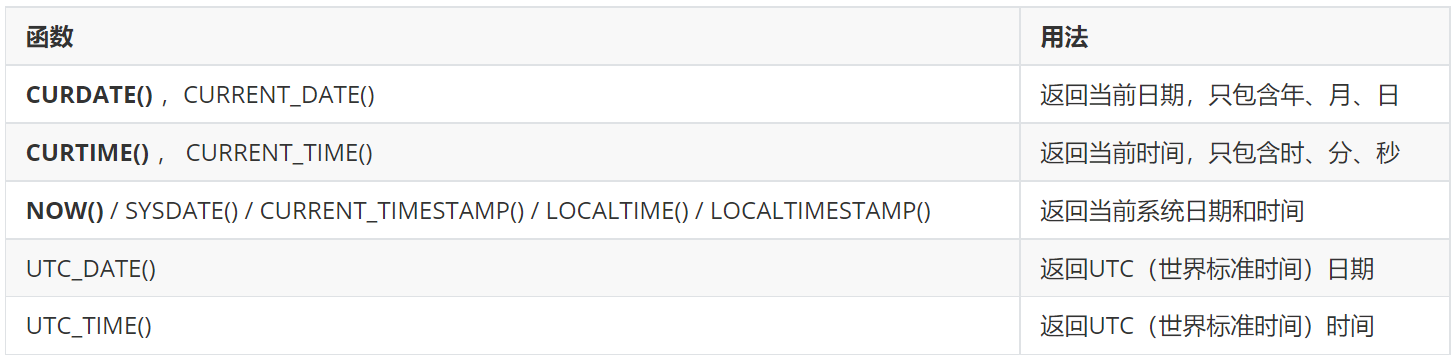 函数 用法
CURDATE() ，CURRENT_DATE() 返回当前日期，只包含年、月、日
CURTIME() ， CURRENT_TIME() 返回当前时间，只包含时、分、秒
NOW() / SYSDATE() / CURRENT_TIMESTAMP() / LOCALTIME() / LOCALTIMESTAMP() 返回当前系统日期和时间
UTC_DATE() 返回UTC（世界标准时间）日期
UTC_TIME() 返回UTC（世界标准时间）时间